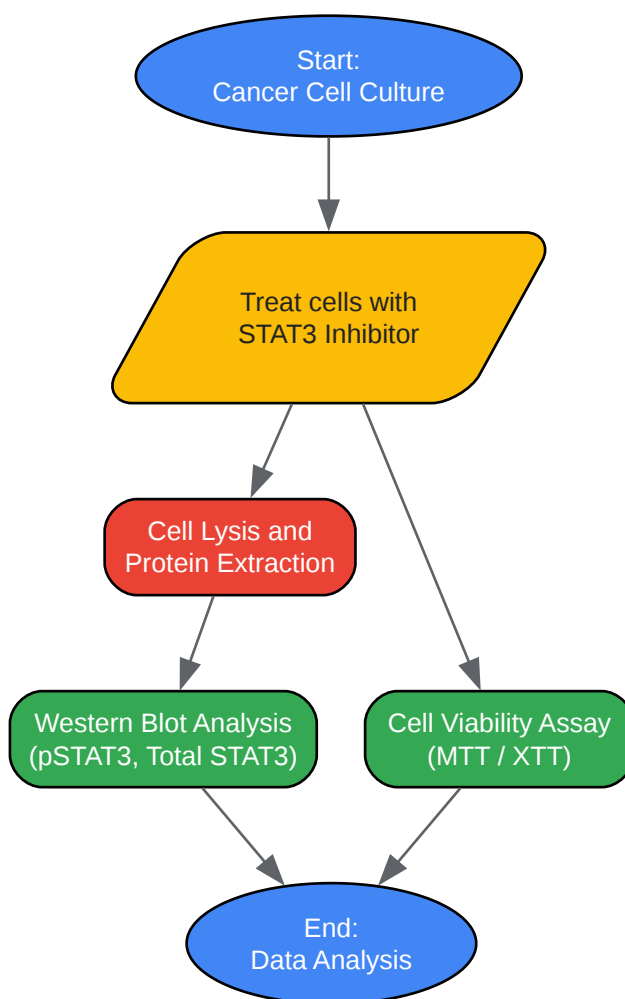 Start:
Cancer Cell Culture
Treat cells with
STAT3 Inhibitor
Cell Lysis and
Protein Extraction
Western Blot Analysis
(pSTAT3, Total STAT3)
Cell Viability Assay
(MTT / XTT)
End:
Data Analysis